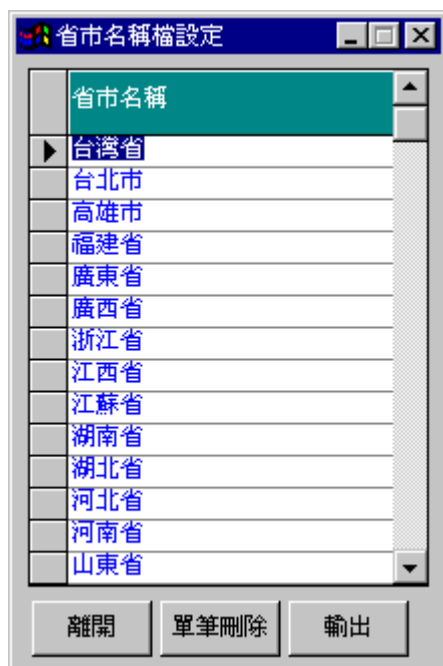 省市名稱檔設定
省市名稱
台灣省
台北市
高雄市
福建省
廣東省
廣西省
浙江省
江西省
江蘇省
湖南省
湖北省
河北省
河南省
山東省
離開 單筆刪除 輸出